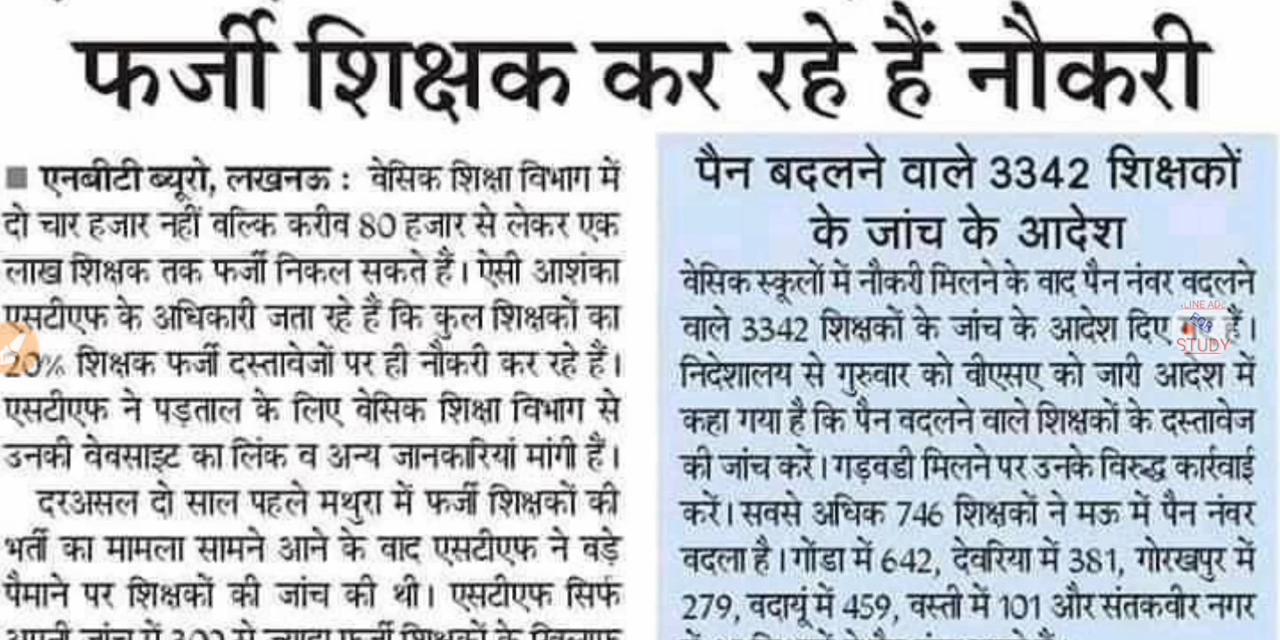 फर्जी शिक्षक कर रहे हैं नौकरी
■ एनबीटी ब्यूरो, लखनऊ : बेसिक शिक्षा विभाग में
दो चार हजार नहीं बल्कि करीब 80 हजार से लेकर एक
लाख शिक्षक तक फर्जी निकल सकते हैं। ऐसी आशंका
एसटीएफ के अधिकारी जता रहे हैं कि कुल शिक्षकों का
20% शिक्षक फर्जी दस्तावेजों पर ही नौकरी कर रहे हैं।
एसटीएफ ने पड़ताल के लिए बेसिक शिक्षा विभाग से
उनकी वेबसाइट का लिंक व अन्य जानकारियां मांगी हैं।
दरअसल दो साल पहले मथुरा में फर्जी शिक्षकों की
भर्ती का मामला सामने आने के बाद एसटीएफ ने बड़े
पैमाने पर शिक्षकों की जांच की थी। एसटीएफ सिर्फ
पैन बदलने वाले 3342 शिक्षकों
के जांच के आदेश
बेसिक स्कूलों में नौकरी मिलने के बाद पैन नंबर बदलने
वाले 3342 शिक्षकों के जांच के आदेश दिए हैं।
निदेशालय से गुरुवार को बीएसए को जारी आदेश में
कहा गया है कि पैन बदलने वाले शिक्षकों के दस्तावेज
की जांच करें। गड़बडी मिलने पर उनके विरुद्ध कार्रवाई
करें। सबसे अधिक 746 शिक्षकों ने मऊ में पैन नंबर
बदला है। गोंडा में 642, देवरिया में 381, गोरखपुर में
279, बदायूं में 459, बस्ती में 101 और संतकबीर नगर
FOR
STUDY